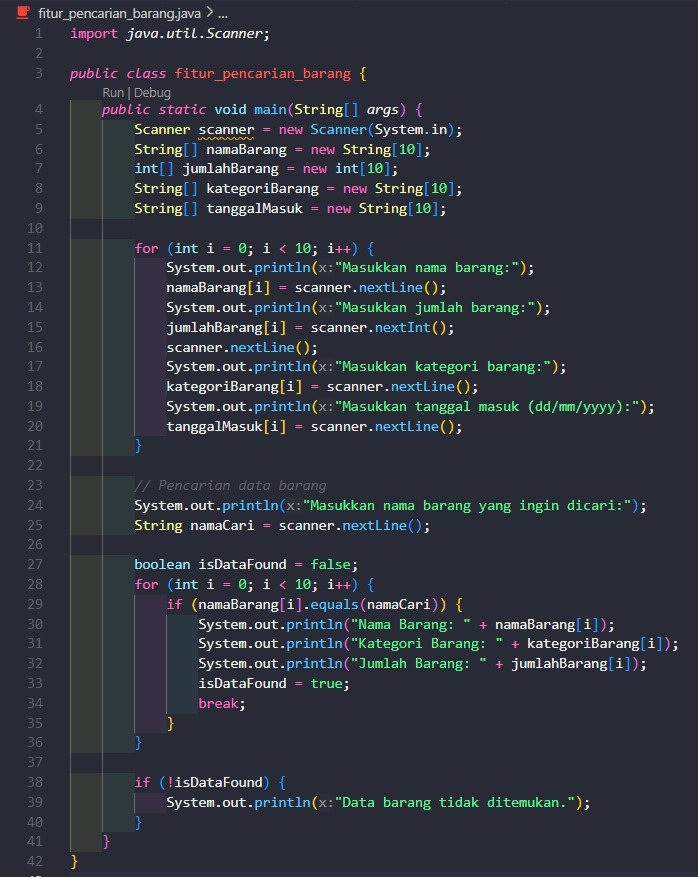 fitur_pencarian_barang.java > ...
1 import java.util.Scanner;
2
3 public class fitur_pencarian_barang {
Run | Debug
4 public static void main(String[] args) {
5 Scanner scanner = new Scanner(System.in);
6 String[] namaBarang = new String[10];
7 int[] jumlahBarang = new int[10];
8 String[] kategoriBarang = new String[10];
9 String[] tanggalMasuk = new String[10];
10
11 for (int i = 0; i < 10; i++) {
12 System.out.println(x:"Masukkan nama barang:");
13 namaBarang[i] = scanner.nextLine();
14 System.out.println(x:"Masukkan jumlah barang:");
15 jumlahBarang[i] = scanner.nextInt();
16 scanner.nextLine();
17 System.out.println(x:"Masukkan kategori barang:");
18 kategoriBarang[i] = scanner.nextLine();
19 System.out.println(x:"Masukkan tanggal masuk (dd/mm/yyyy):");
20 tanggalMasuk[i] = scanner.nextLine();
21 }
22
23 // Pencarian data barang
24 System.out.println(x:"Masukkan nama barang yang ingin dicari:");
25 String namaCari = scanner.nextLine();
26
27 boolean isDataFound = false;
28 for (int i = 0; i < 10; i++) {
29 if (namaBarang[i].equals(namaCari)) {
30 System.out.println("Nama Barang: " + namaBarang[i]);
31 System.out.println("Kategori Barang: " + kategoriBarang[i]);
32 System.out.println("Jumlah Barang: " + jumlahBarang[i]);
33 isDataFound = true;
34 break;
35 }
36 }
37
38 if (!isDataFound) {
39 System.out.println(x:"Data barang tidak ditemukan.");
40 }
41 }
42 }